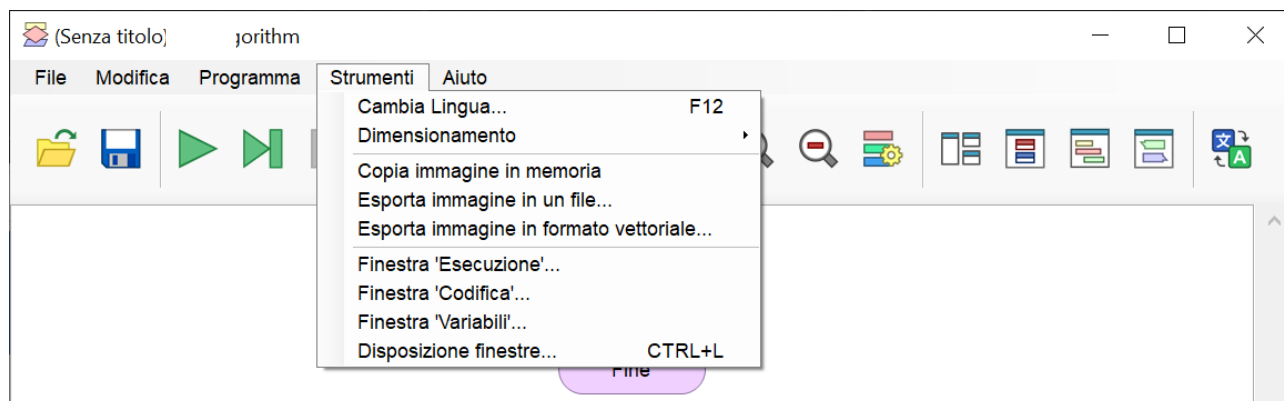 (Senza titolo) gorithm
File Modifica Programma Strumenti Aiuto
Cambia Lingua... F12
Dimensionamento
Copia immagine in memoria
Esporta immagine in un file...
Esporta immagine in formato vettoriale...
Finestra 'Esecuzione'...
Finestra 'Codifica'...
Finestra 'Variabili'...
Disposizione finestre... CTRL+L
Fine
文
A